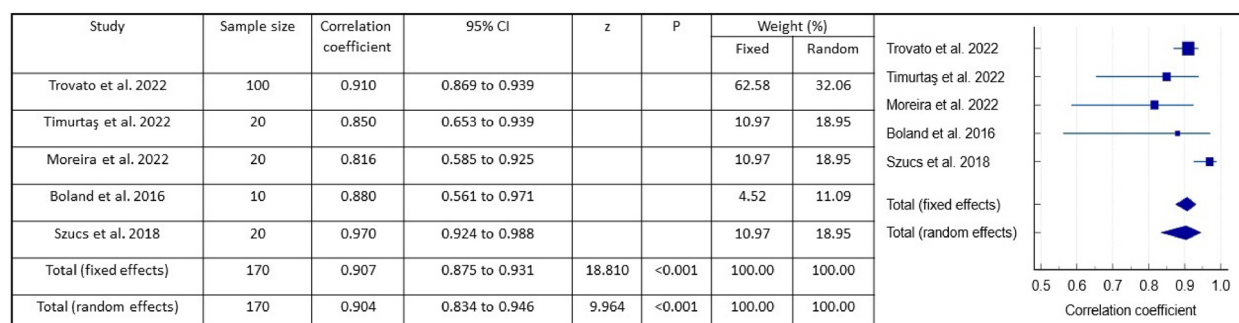 Study Sample size Correlation coefficient 95% CI z P Weight (%)
Fixed Random
Trovato et al. 2022 100 0.910 0.869 to 0.939 62.58 32.06
Timurtaş et al. 2022 20 0.850 0.653 to 0.939 10.97 18.95
Moreira et al. 2022 20 0.816 0.585 to 0.925 10.97 18.95
Boland et al. 2016 10 0.880 0.561 to 0.971 4.52 11.09
Szucs et al. 2018 20 0.970 0.924 to 0.988 10.97 18.95
Total (fixed effects) 170 0.907 0.875 to 0.931 18.810 <0.001 100.00 100.00
Total (random effects) 170 0.904 0.834 to 0.946 9.964 <0.001 100.00 100.00
Trovato et al. 2022
Timurtaş et al. 2022
Moreira et al. 2022
Boland et al. 2016
Szucs et al. 2018
Total (fixed effects)
Total (random effects)
0.5 0.6 0.7 0.8 0.9 1.0
Correlation coefficient